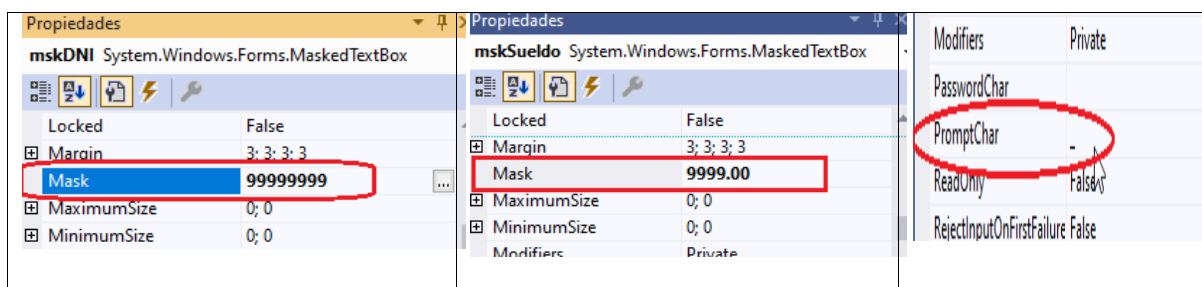 Propiedades
mskDNI System.Windows.Forms.MaskedTextBox
Locked False
Margin 3; 3; 3; 3
Mask 99999999 ...
MaximumSize 0; 0
MinimumSize 0; 0
Propiedades
mskSueldo System.Windows.Forms.MaskedTextBox
Locked False
Margin 3; 3; 3; 3
Mask 9999.00
MaximumSize 0; 0
MinimumSize 0; 0
Modifiers Private
Modifiers Private
PasswordChar
PromptChar _
ReadOnly False
RejectInputOnFirstFailure False